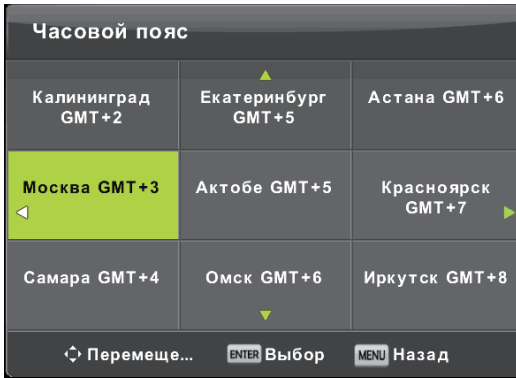 Часовой пояс
Калининград
GMT+2
Екатеринбург
GMT+5
Астана GMT+6
Москва GMT+3
Актобе GMT+5
Красноярск
GMT+7
Самара GMT+4
Омск GMT+6
Иркутск GMT+8
Перемеще... ENTER Выбор MENU Назад